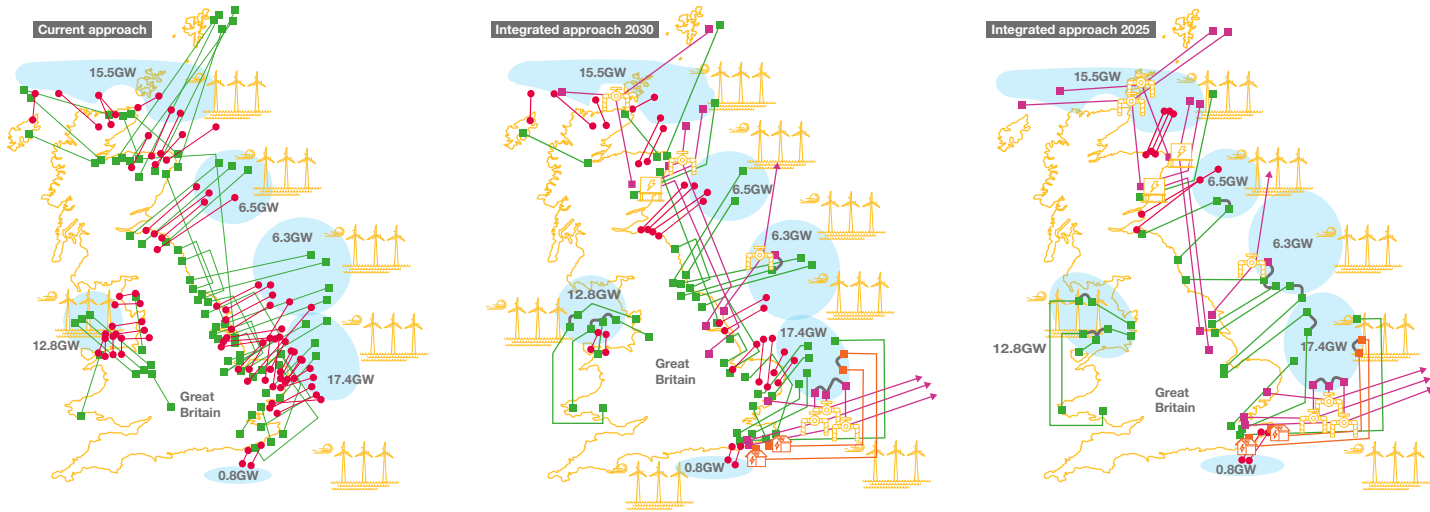 Current approach
15.5GW
6.5GW
6.3GW
12.8GW
17.4GW
Great
Britain
0.8GW
Integrated approach 2030
15.5GW
6.5GW
6.3GW
12.8GW
17.4GW
Great
Britain
0.8GW
Integrated approach 2025
15.5GW
6.5GW
6.3GW
12.8GW
17.4GW
Great
Britain
0.8GW